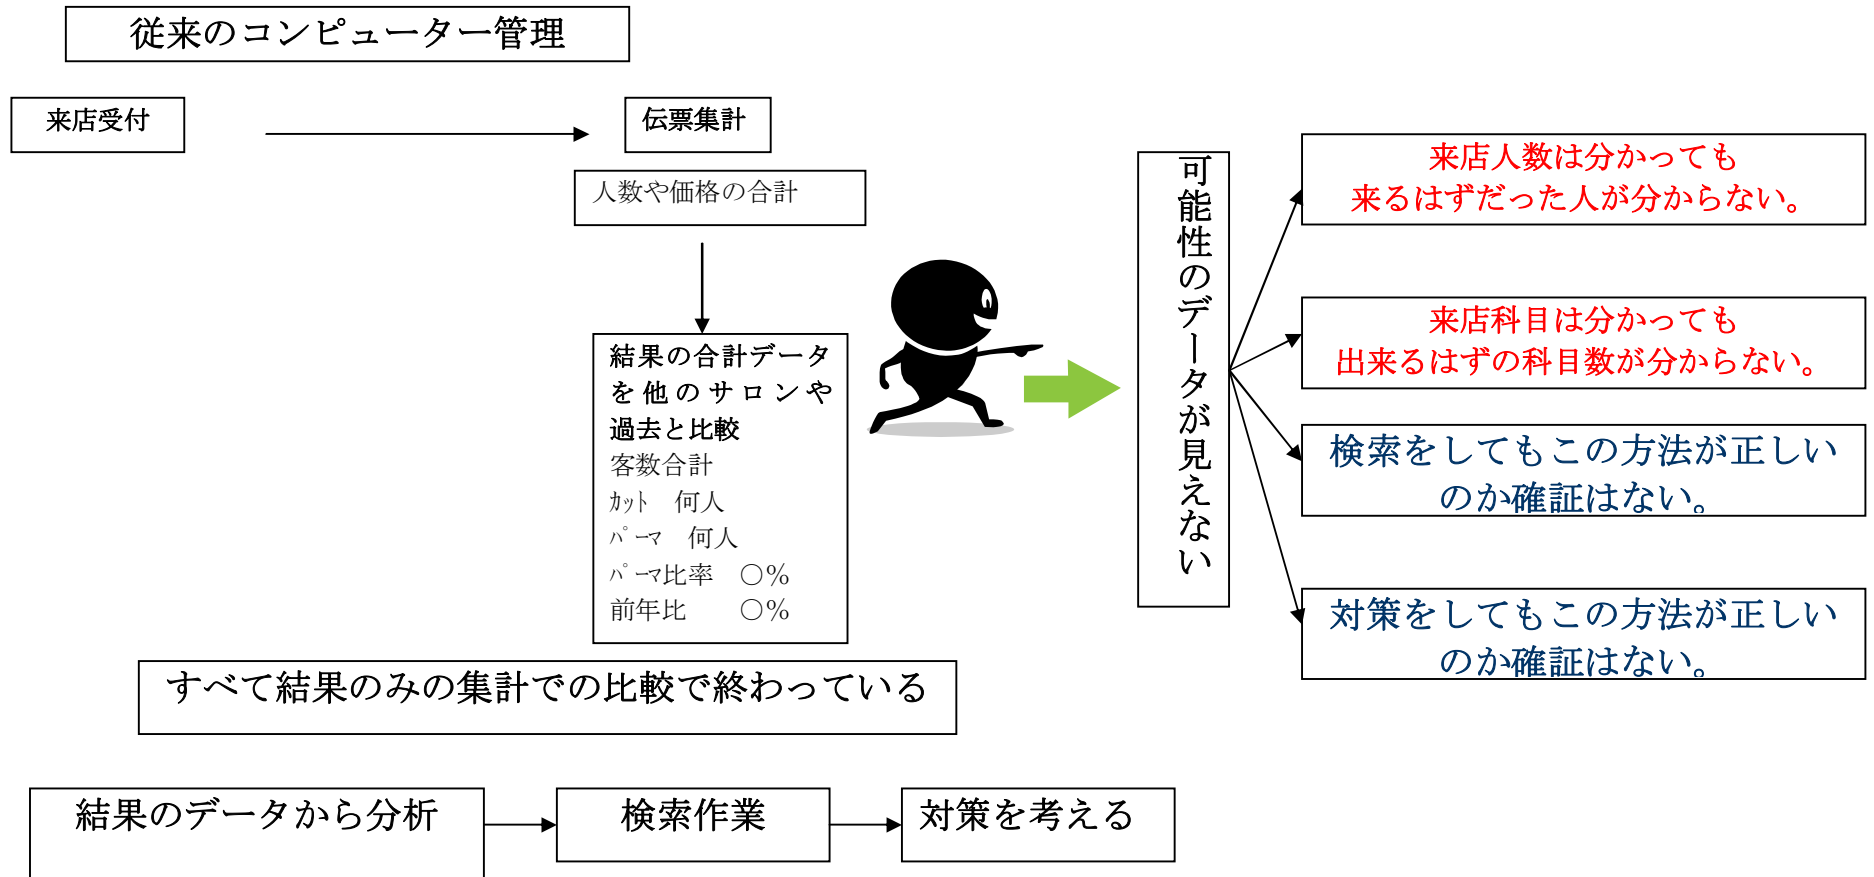 従来のコンピューター管理
来店受付
伝票集計
人数や価格の合計
結果の合計データ
を他のサロンや
過去と比較
客数合計
ｶｯﾄ　何人
ﾊﾟｰﾏ　何人
ﾊﾟｰﾏ比率　○%
前年比　　○%
すべて結果のみの集計での比較で終わっている
可能性のデータが見えない
来店人数は分かっても
来るはずだった人が分からない。
来店科目は分かっても
出来るはずの科目数が分からない。
検索をしてもこの方法が正しい
のか確証はない。
対策をしてもこの方法が正しい
のか確証はない。
結果のデータから分析
検索作業
対策を考える